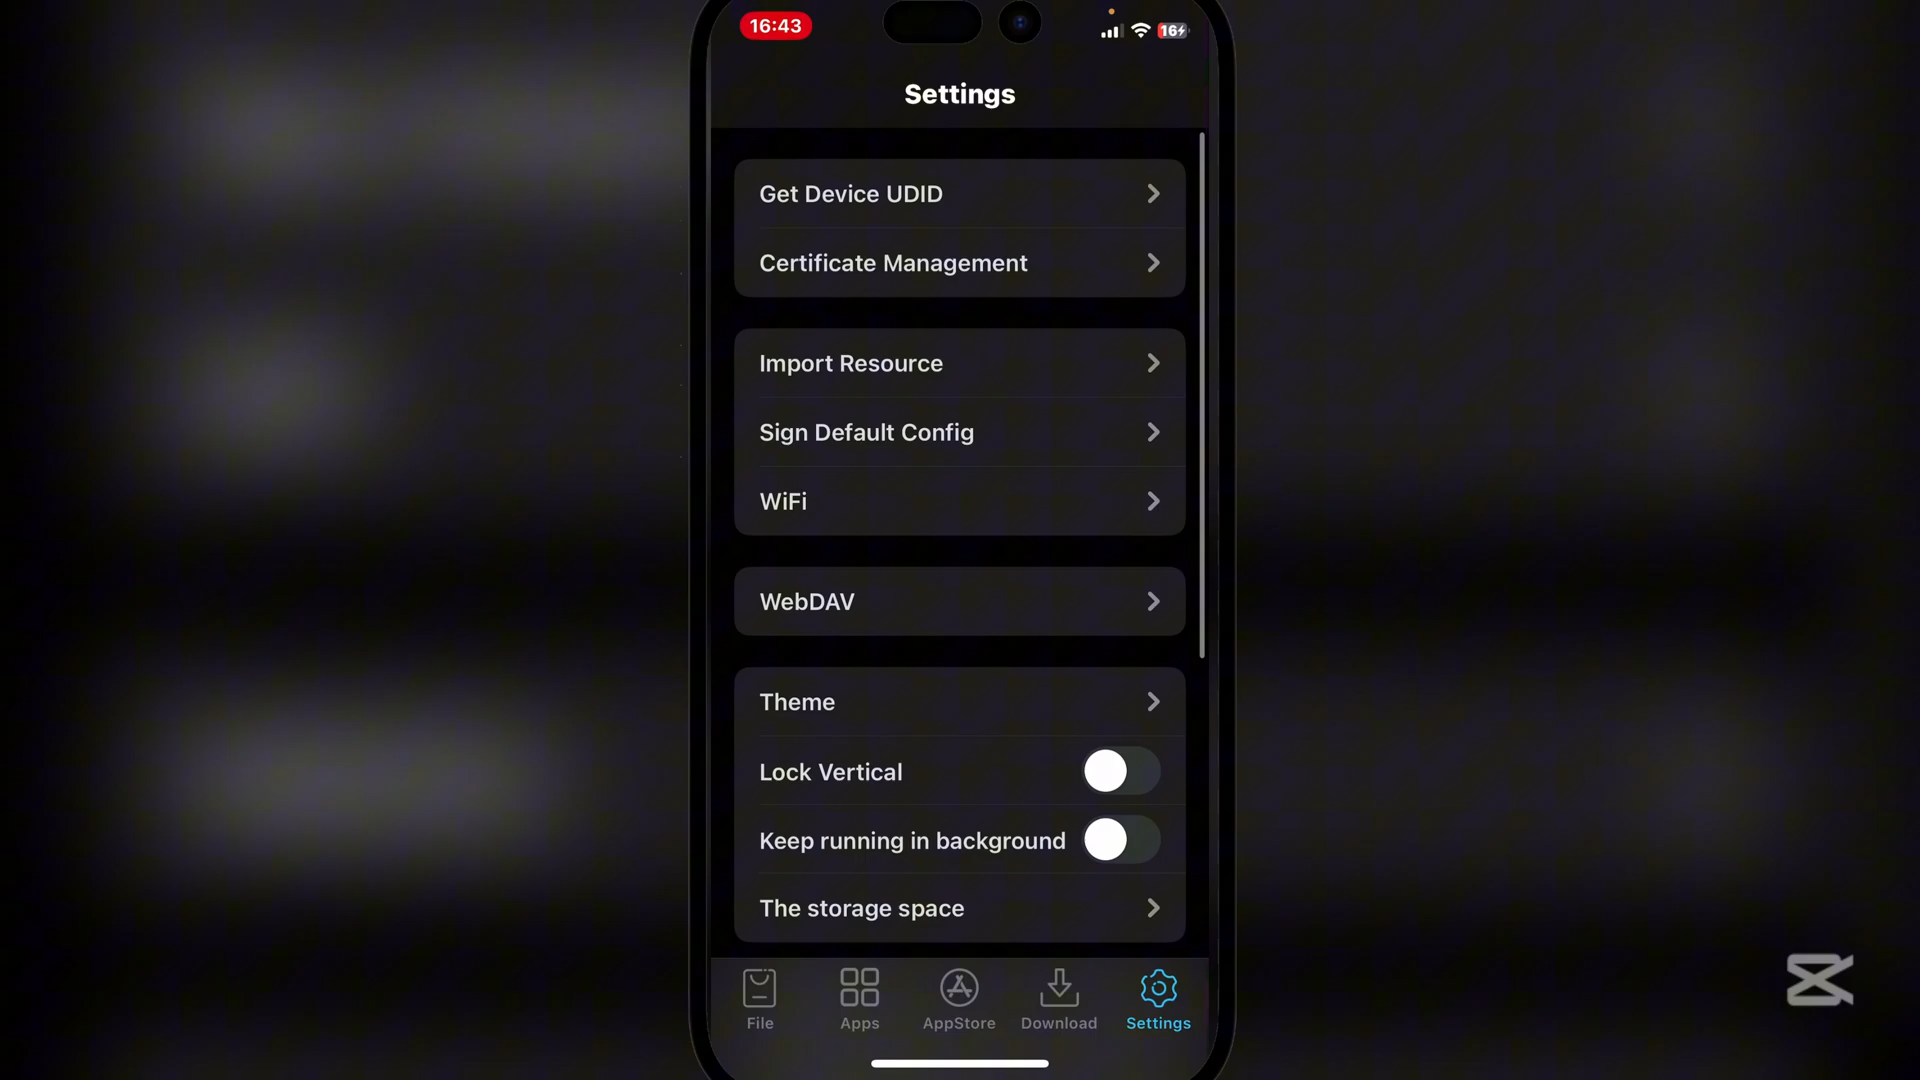 16:43
16
Settings
Get Device UDID
Certificate Management
Import Resource
Sign Default Config
WiFi
WebDAV
Theme
Lock Vertical
Keep running in background
The storage space
File
Apps
AppStore
Download
Settings